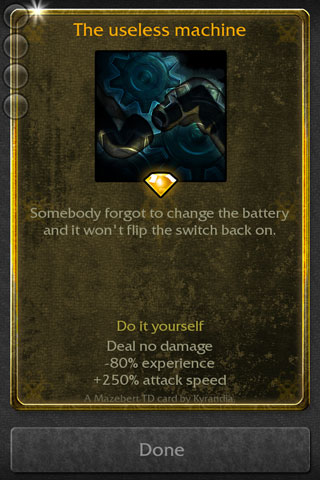 The useless machine
Somebody forgot to change the battery
and it won't flip the switch back on.
Do it yourself
Deal no damage
-80% experience
+250% attack speed
A Mazebert TD card by Kyrandia
Done